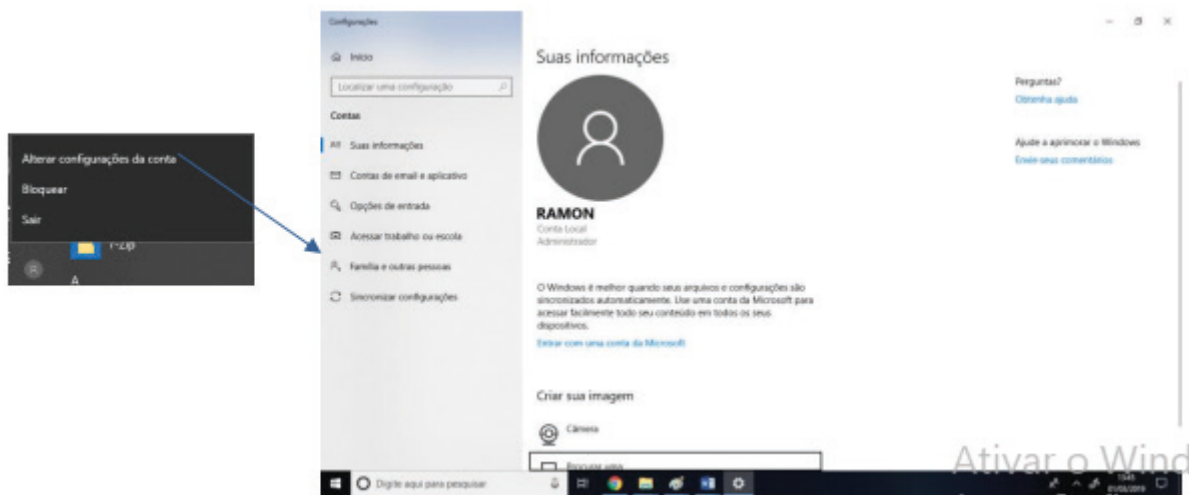 Alterar configurações da conta
Bloquear
Sair
7-Zip
A
Configurações
Início
Localizar uma configuração
Contas
Suas informações
Contas de email e aplicativo
Opções de entrada
Acessar trabalho ou escola
Família e outras pessoas
Sincronizar configurações
Suas informações
RAMON
Conta Local
Administrador
O Windows é melhor quando seus arquivos e configurações são
sincronizados automaticamente. Use uma conta da Microsoft para
acessar facilmente todo seu conteúdo em todos os seus
dispositivos.
Entrar com uma conta da Microsoft
Criar sua imagem
Câmera
Procurar uma
Perguntas?
Obtenha ajuda
Ajude a aprimorar o Windows
Envie seus comentários
Ativar o Wind
Digite aqui para pesquisar